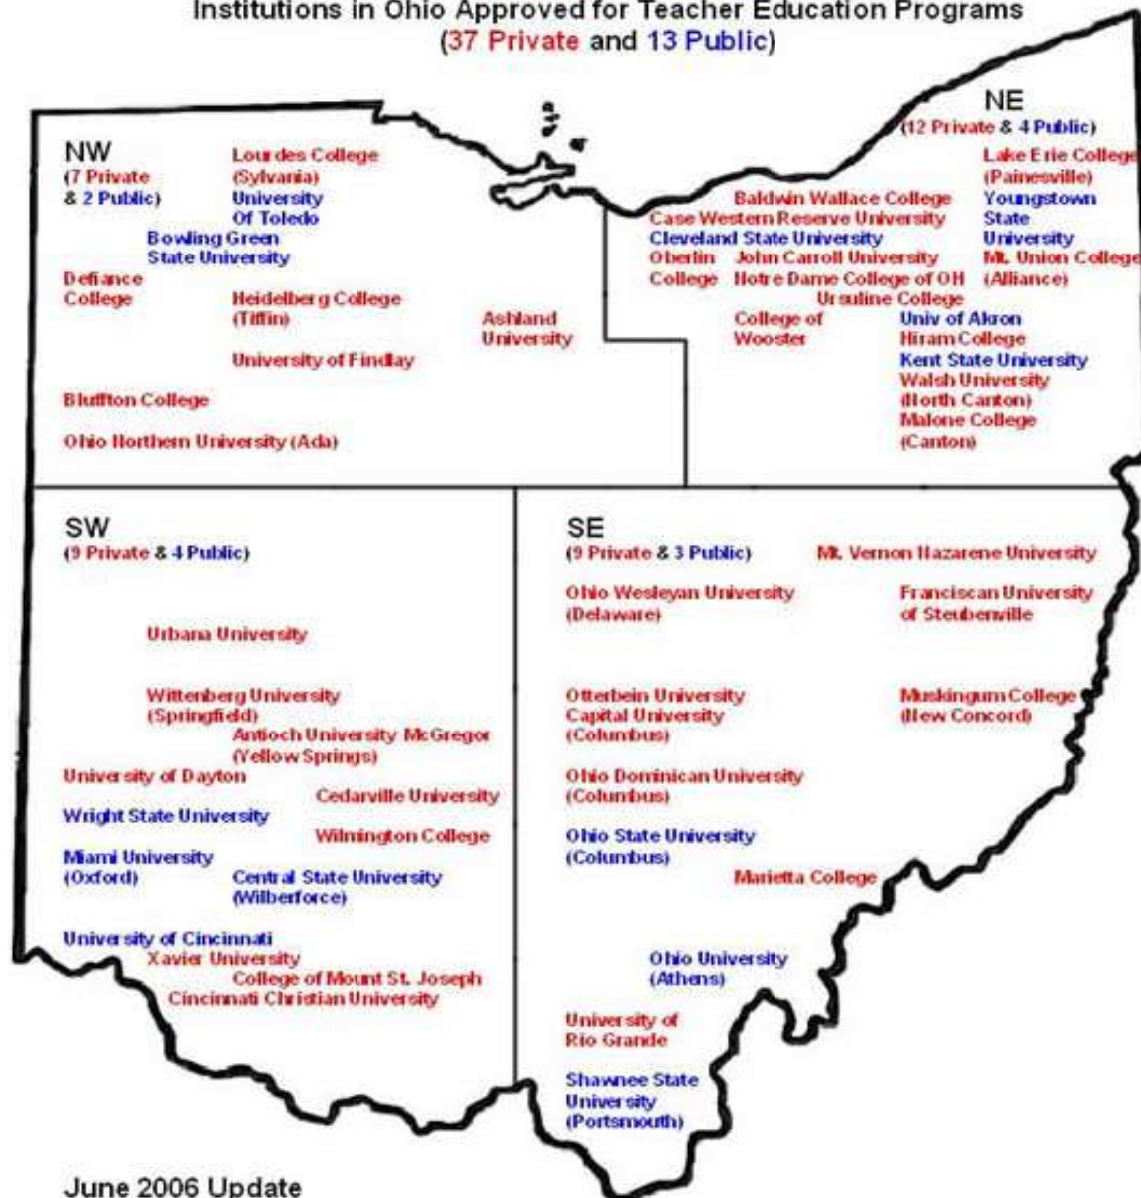 Institutions in Ohio Approved for Teacher Education Programs
(37 Private and 13 Public)
NW
(7 Private
& 2 Public)
Lourdes College
(Sylvania)
University
Of Toledo
Bowling Green
State University
Defiance
College
Heidelberg College
(Tiffin)
Ashland
University
University of Findlay
Bluffton College
Ohio Northern University (Ada)
NE
(12 Private & 4 Public)
Lake Erie College
(Painesville)
Baldwin Wallace College
Youngstown
State
University
Case Western Reserve University
Cleveland State University
Oberlin
College
John Carroll University
Notre Dame College of OH
Mt. Union College
(Alliance)
Ursuline College
College of
Wooster
Univ of Akron
Hiram College
Kent State University
Walsh University
(North Canton)
Malone College
(Canton)
SW
(9 Private & 4 Public)
Urbana University
Wittenberg University
(Springfield)
Antioch University McGregor
(Yellow Springs)
University of Dayton
Cedarville University
Wright State University
Wilmington College
Miami University
(Oxford)
Central State University
(Wilberforce)
University of Cincinnati
Xavier University
College of Mount St. Joseph
Cincinnati Christian University
SE
(9 Private & 3 Public)
Mt. Vernon Nazarene University
Ohio Wesleyan University
(Delaware)
Franciscan University
of Steubenville
Otterbein University
Capital University
(Columbus)
Muskingum College
(New Concord)
Ohio Dominican University
(Columbus)
Ohio State University
(Columbus)
Marietta College
Ohio University
(Athens)
University of
Rio Grande
Shawnee State
University
(Portsmouth)
June 2006 Update